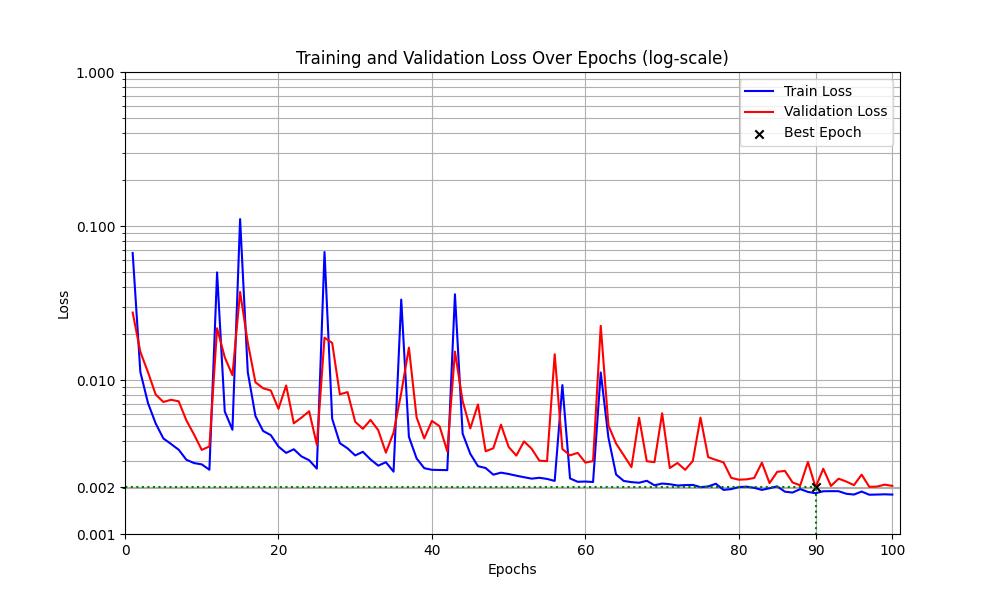 Training and Validation Loss Over Epochs (log-scale)
1.000
Train Loss
Validation Loss
Best Epoch
0.100
Loss
0.010
0.002
0.001
0 20 40 60 80 90 100
Epochs